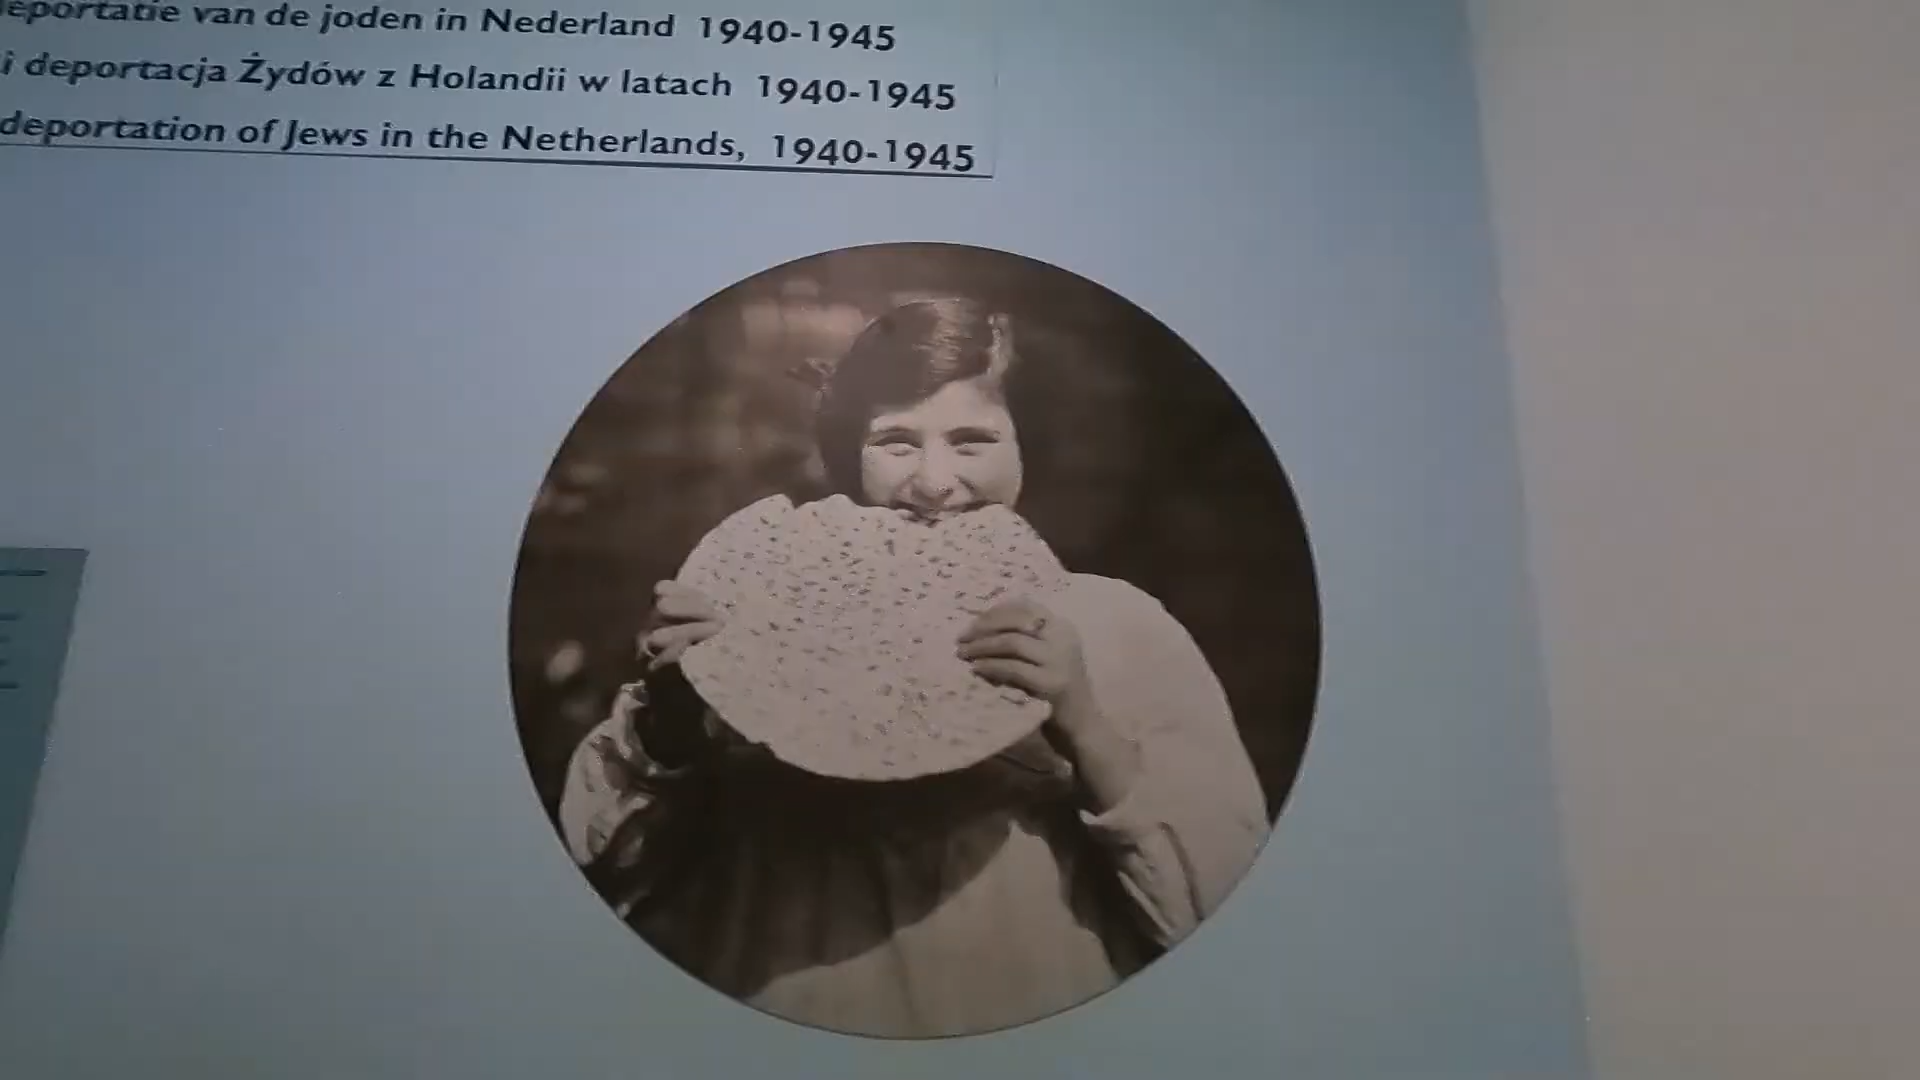 eportatie van de joden in Nederland 1940-1945
i deportacja Żydów z Holandii w latach 1940-1945
deportation of Jews in the Netherlands, 1940-1945